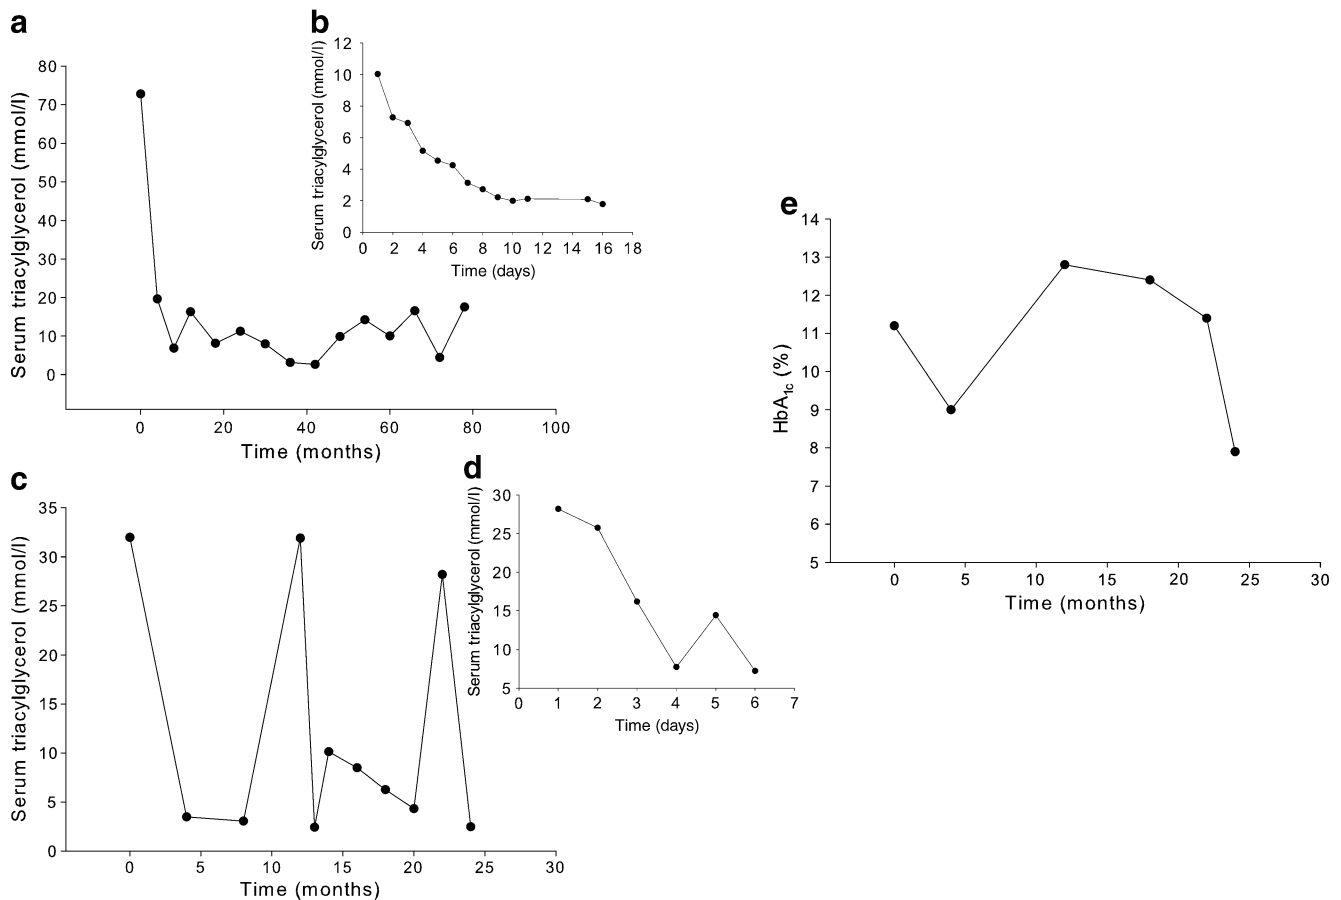 a
Serum triacylglycerol (mmol/l)
80
70
60
50
40
30
20
10
0
0 20 40 60 80 100
Time (months)
b
Serum triacylglycerol (mmol/l)
12
10
8
6
4
2
0
0 2 4 6 8 10 12 14 16 18
Time (days)
c
Serum triacylglycerol (mmol/l)
35
30
25
20
15
10
5
0
0 5 10 15 20 25 30
Time (months)
d
Serum triacylglycerol (mmol/l)
30
25
20
15
10
5
0 1 2 3 4 5 6 7
Time (days)
e
HbA1c (%)
14
13
12
11
10
9
8
7
6
5
0 5 10 15 20 25 30
Time (months)